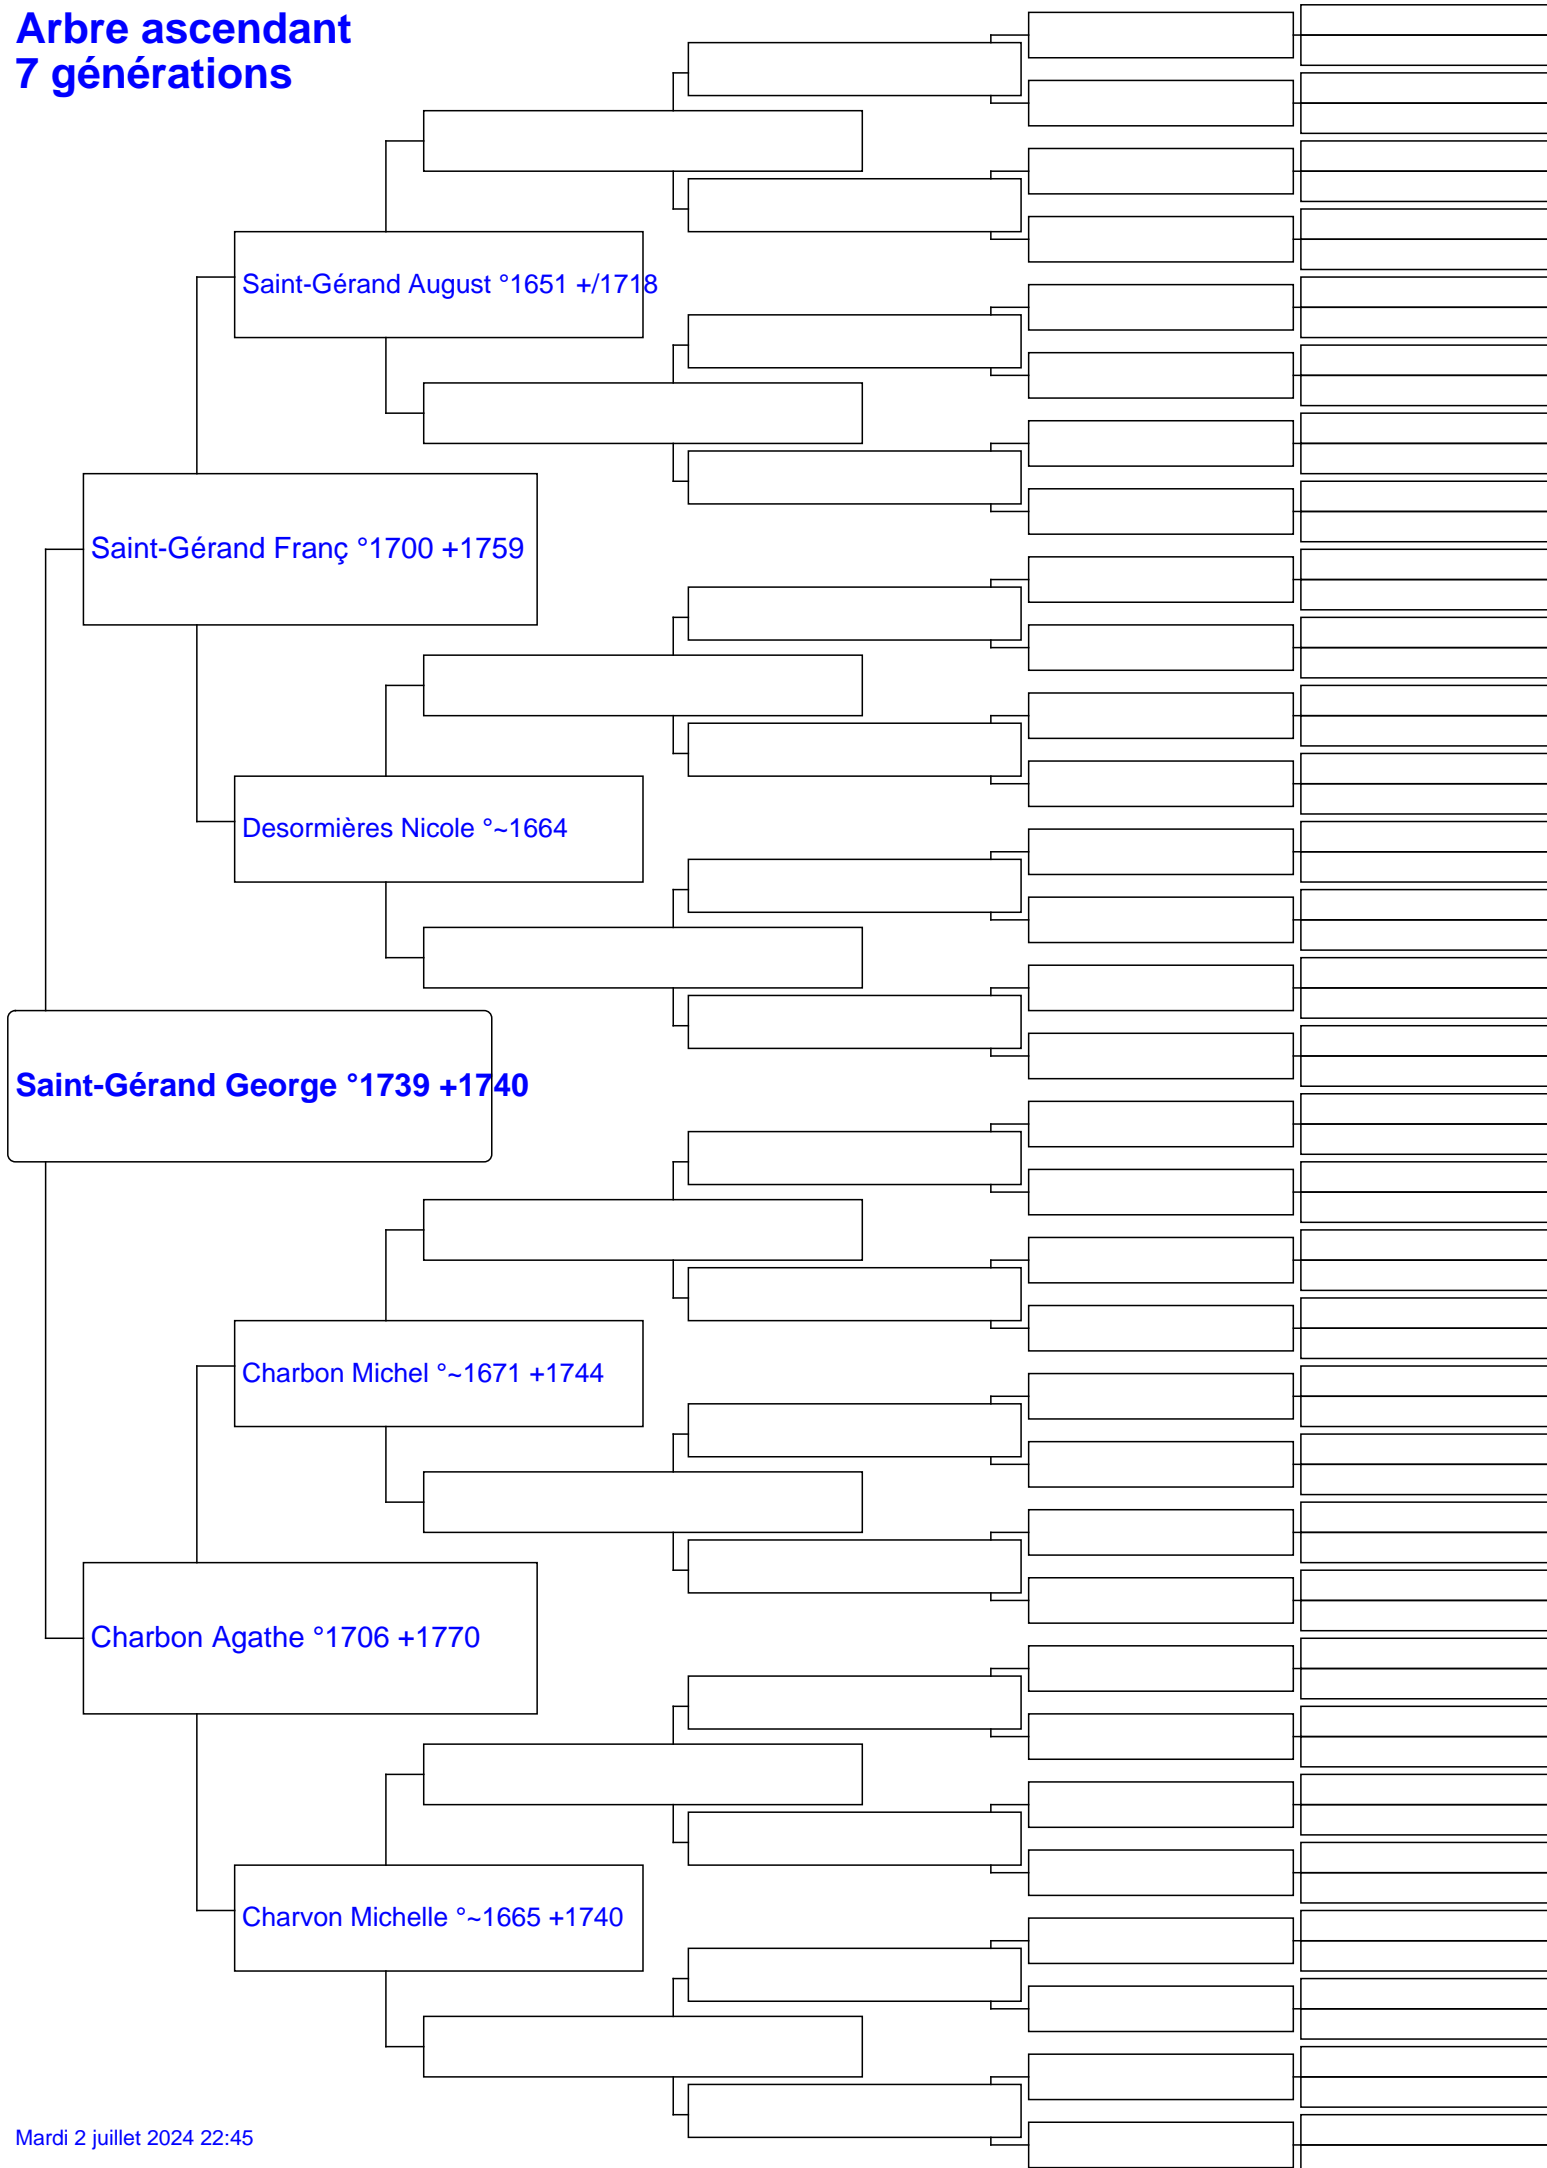 Arbre ascendant
7 générations
Saint-Gérand August °1651 +/1718
Saint-Gérand Franç °1700 +1759
Desormières Nicole °~1664
Saint-Gérand George °1739 +1740
Charbon Michel °~1671 +1744
Charbon Agathe °1706 +1770
Charvon Michelle °~1665 +1740
Mardi 2 juillet 2024 22:45